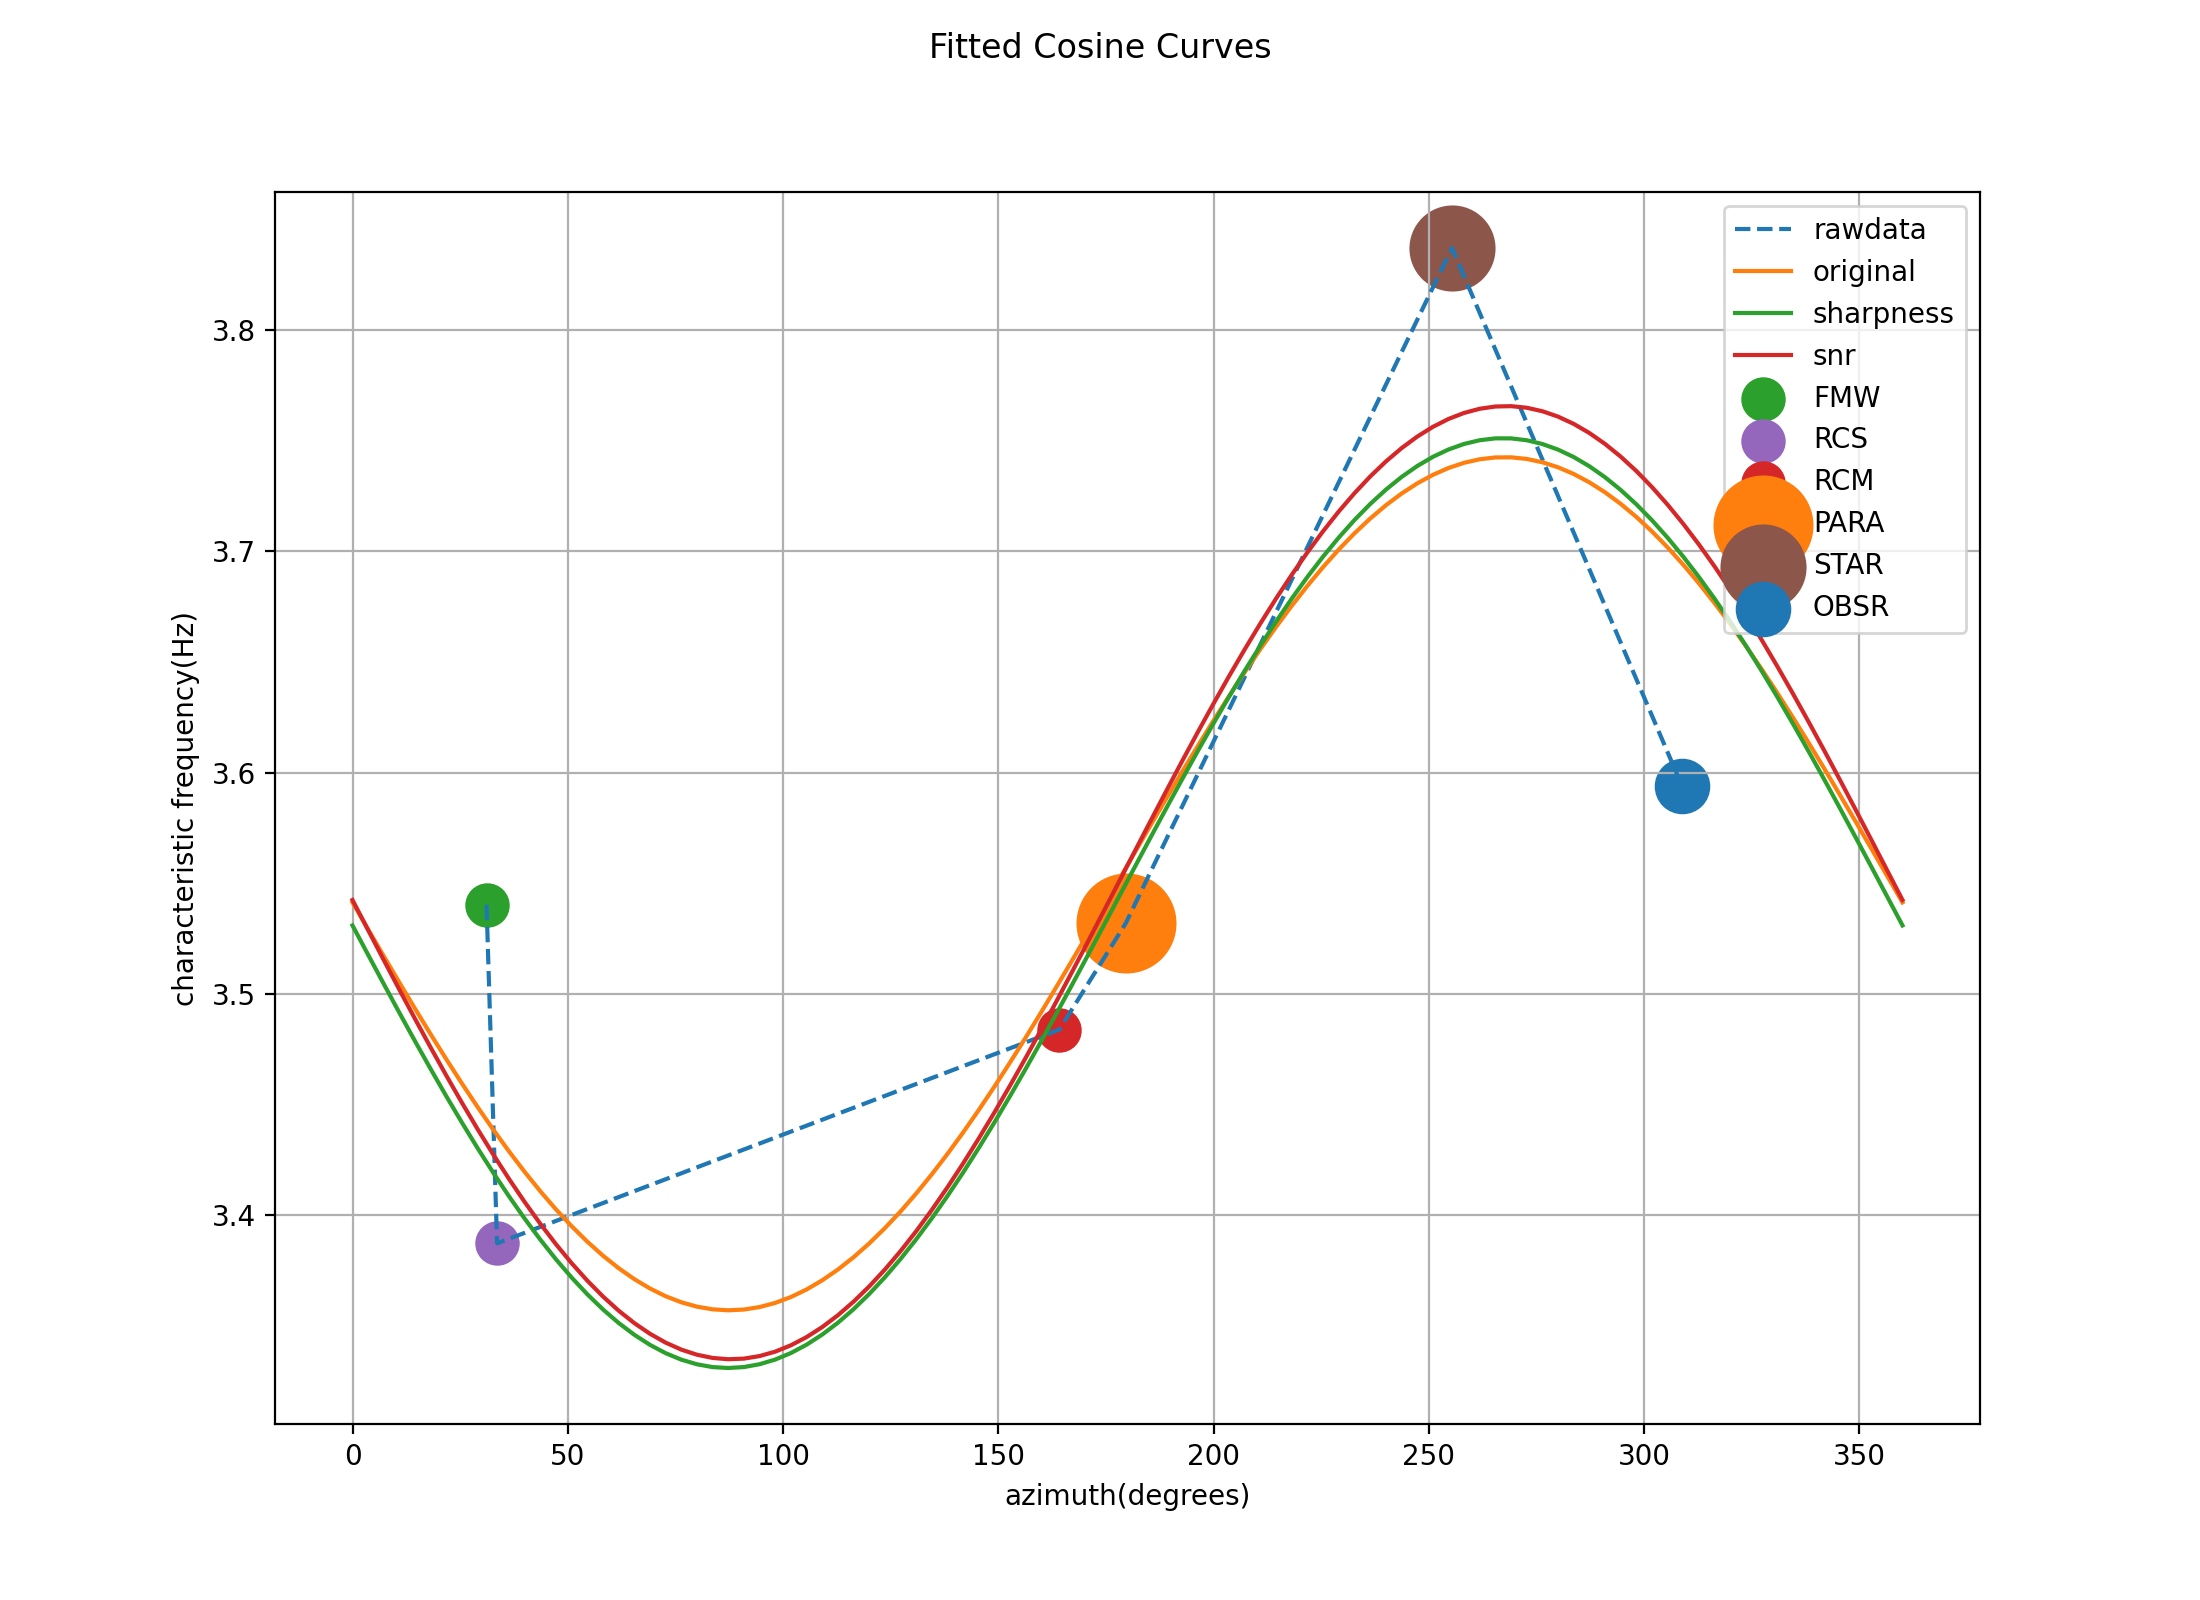 Fitted Cosine Curves
rawdata
original
sharpness
snr
FMW
RCS
RCM
PARA
STAR
OBSR
3.8
3.7
3.6
3.5
3.4
characteristic frequency(Hz)
0 50 100 150 200 250 300 350
azimuth(degrees)